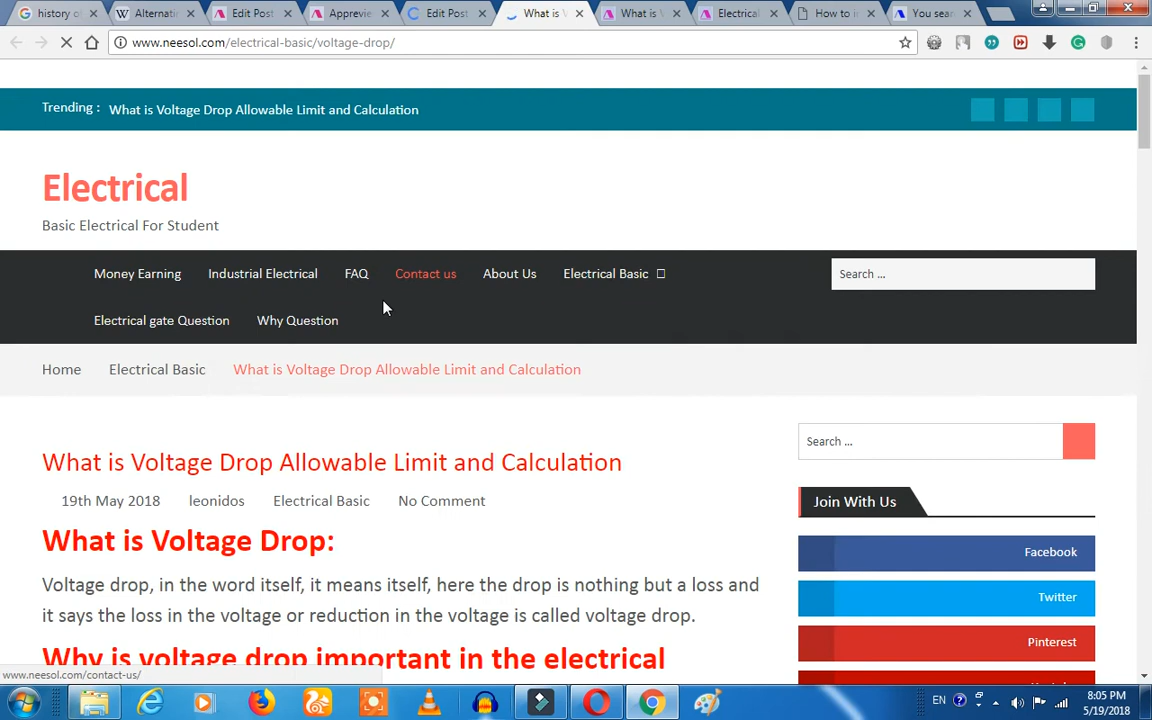 history of
Alternati
Edit Post
Apprevie
Edit Post
What is
What is
Electrical
How to i
You sear
www.neesol.com/electrical-basic/voltage-drop/
Trending : What is Voltage Drop Allowable Limit and Calculation
Electrical
Basic Electrical For Student
Money Earning Industrial Electrical FAQ Contact us About Us Electrical Basic
Search ...
Electrical gate Question Why Question
Home Electrical Basic What is Voltage Drop Allowable Limit and Calculation
Search ...
What is Voltage Drop Allowable Limit and Calculation
19th May 2018 leonidos Electrical Basic No Comment
Join With Us
What is Voltage Drop:
Facebook
Voltage drop, in the word itself, it means itself, here the drop is nothing but a loss and
it says the loss in the voltage or reduction in the voltage is called voltage drop.
Twitter
Pinterest
Why is voltage drop important in the electrical
www.neesol.com/contact-us/
EN
8:05 PM
5/19/2018